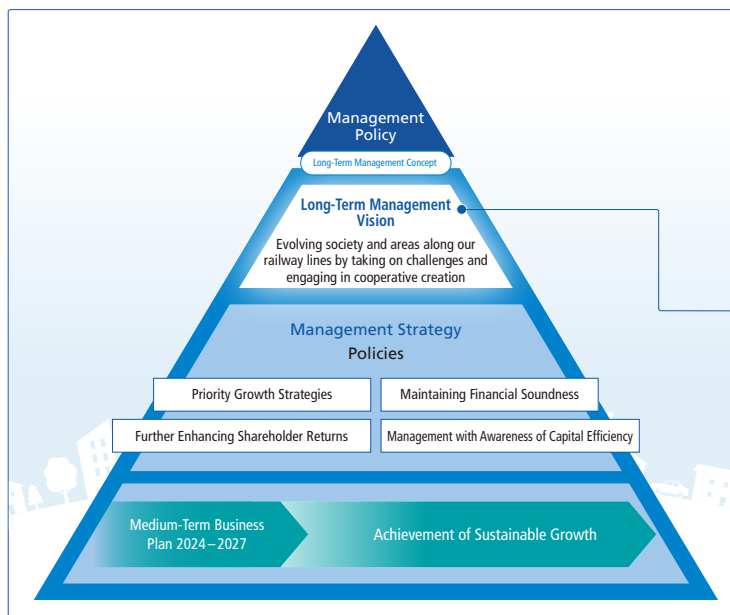 Management
Policy
Long-Term Management Concept
Long-Term Management
Vision
Evolving society and areas along our
railway lines by taking on challenges and
engaging in cooperative creation
Management Strategy
Policies
Priority Growth Strategies
Maintaining Financial Soundness
Further Enhancing Shareholder Returns
Management with Awareness of Capital Efficiency
Medium-Term Business
Plan 2024–2027
Achievement of Sustainable Growth